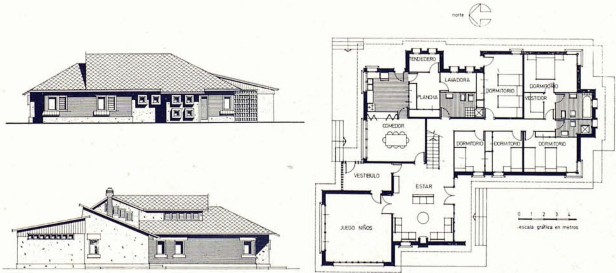 norte
TENDEDERO
LAVADORA
PLANCHA
DORMITORIO
DORMITORIO
VESTIDOR
COMEDOR
DORMITORIO
DORMITORIO
DORMITORIO
VESTIBULO
ESTAR
JUEGO NIÑOS
0 1 2 3 4
escala gráfica en metros